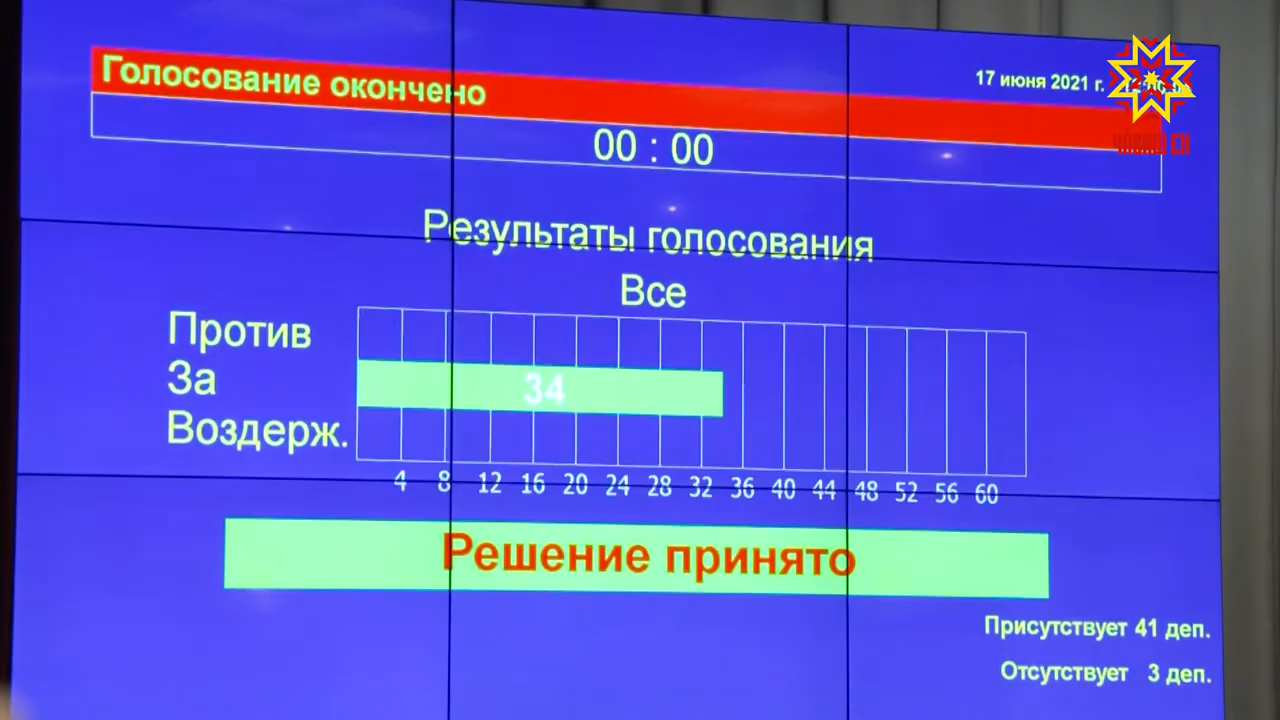 17 июня 2021 г.
Голосование окончено
00 : 00
Результаты голосования
Все
Против
За
34
Воздерж.
4 8 12 16 20 24 28 32 36 40 44 48 52 56 60
Решение принято
Присутствует 41 деп.
Отсутствует 3 деп.